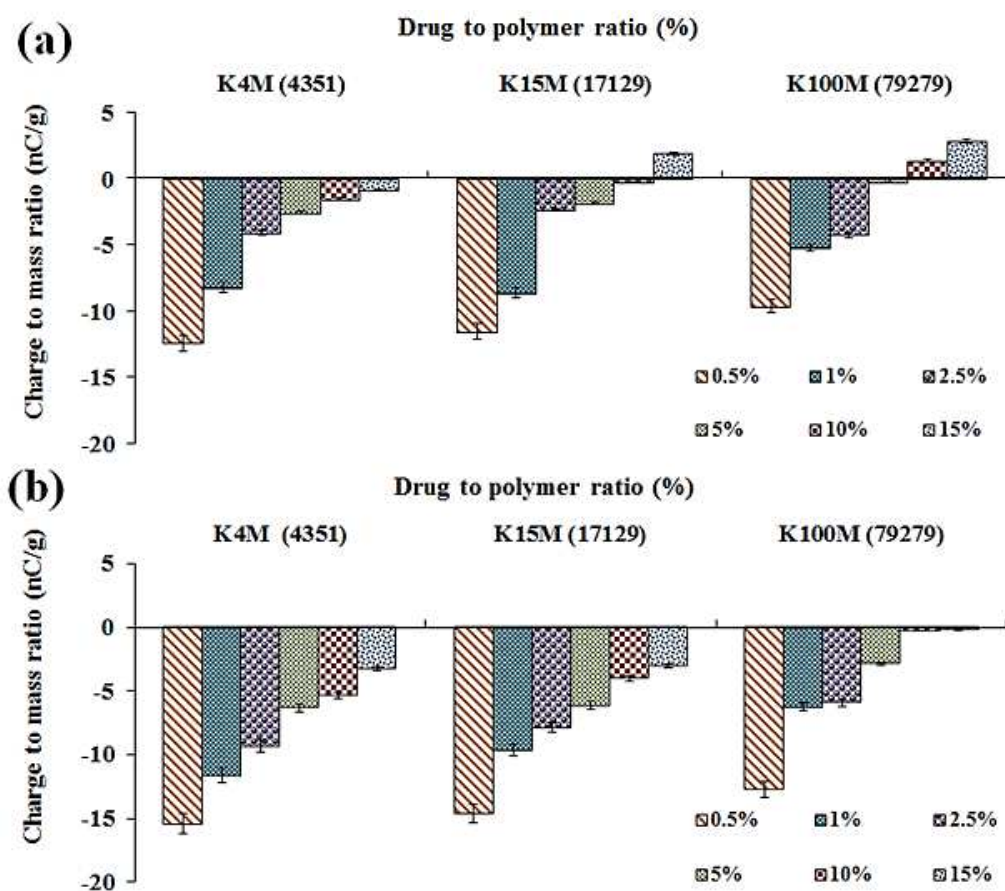 (a)
Drug to polymer ratio (%)
K4M (4351) K15M (17129) K100M (79279)
Charge to mass ratio (nC/g)
5
0
-5
-10
-15
-20
0.5% 1% 2.5%
5% 10% 15%
(b)
Drug to polymer ratio (%)
K4M (4351) K15M (17129) K100M (79279)
Charge to mass ratio (nC/g)
5
0
-5
-10
-15
-20
0.5% 1% 2.5%
5% 10% 15%